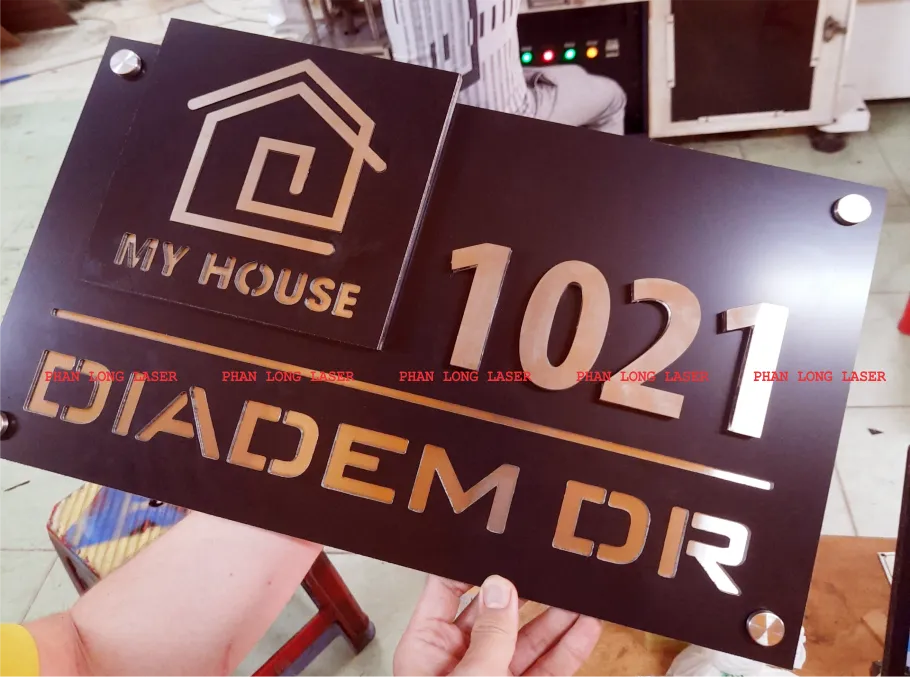 MY HOUSE
1021
PHAN LONG LASER PHAN LONG LASER PHAN LONG LASER PHAN LONG LASER PHAN LONG LASER
DIADEM DR